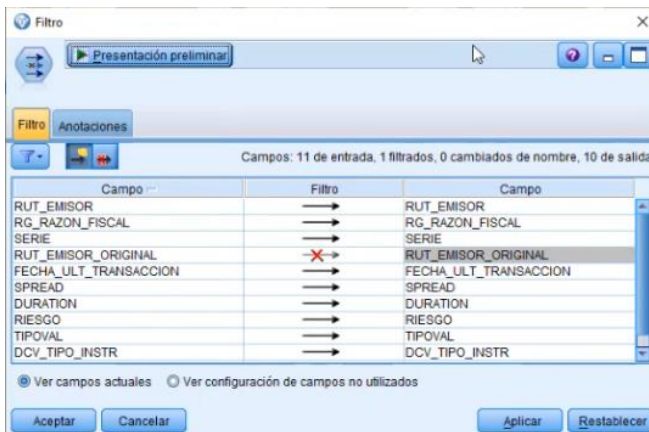 Filtro
Presentación preliminar
Filtro Anotaciones
Campos: 11 de entrada, 1 filtrados, 0 cambiados de nombre, 10 de salida
Campo Filtro Campo
RUT_EMISOR RUT_EMISOR
RG_RAZON_FISCAL RG_RAZON_FISCAL
SERIE SERIE
RUT_EMISOR_ORIGINAL RUT_EMISOR_ORIGINAL
FECHA_ULT_TRANSACCION FECHA_ULT_TRANSACCION
SPREAD SPREAD
DURATION DURATION
RIESGO RIESGO
TIPOVAL TIPOVAL
DCV_TIPO_INSTR DCV_TIPO_INSTR
Ver campos actuales Ver configuración de campos no utilizados
Aceptar Cancelar Aplicar Restablecer